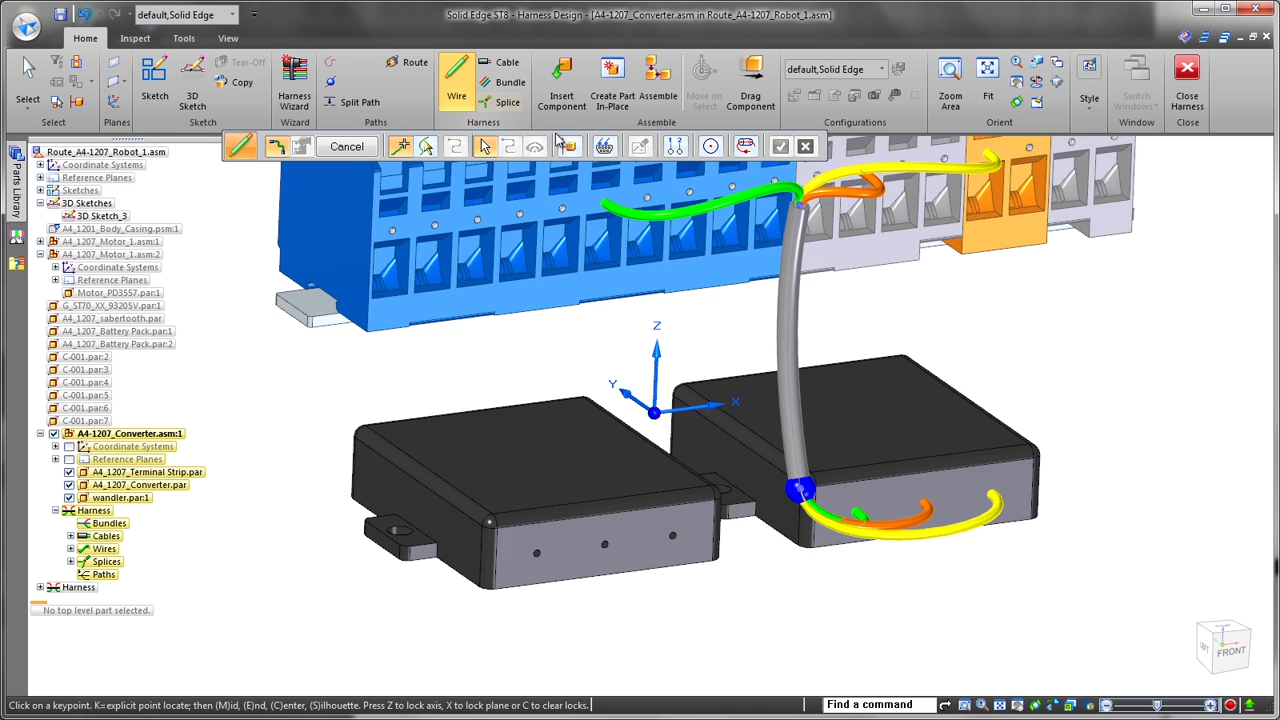 default,Solid Edge
Solid Edge ST8 - Harness Design - [A4-1207_Converter.asm in Route_A4-1207_Robot_1.asm]
Home
Inspect
Tools
View
Select
Planes
Sketch
3D Sketch
Tear-Off
Copy
Harness Wizard
Route
Split Path
Wire
Cable
Bundle
Splice
Insert Component
Create Part In-Place
Assemble
Move on Select
Drag Component
default,Solid Edge
Zoom Area
Fit
Style
Switch Windows
Close Harness
Select
Planes
Sketch
Paths
Harness
Assemble
Configurations
Orient
Window
Close
Cancel
Parts Library
Route_A4-1207_Robot_1.asm
Coordinate Systems
Reference Planes
Sketches
3D Sketches
3D Sketch_3
A4_1201_Body_Casing.psm:1
A4_1207_Motor_1.asm:1
A4_1207_Motor_1.asm:2
Coordinate Systems
Reference Planes
Motor_PD3557.par:1
G_ST70_XX_93205V.par:1
A4_1207_sabertooth.par
A4_1207_Battery Pack.par:1
A4_1207_Battery Pack.par:2
C-001.par:2
C-001.par:3
C-001.par:4
C-001.par:5
C-001.par:6
C-001.par:7
A4-1207_Converter.asm:1
Coordinate Systems
Reference Planes
A4_1207_Terminal Strip.par
A4_1207_Converter.par
wandler.par:1
Harness
Bundles
Cables
Wires
Splices
Paths
Harness
No top level part selected.
Z
Y
X
LEFT
FRONT
Click on a keypoint. K=explicit point locate; then (M)id, (E)nd, (C)enter, (S)ilhouette. Press Z to lock axis, X to lock plane or C to clear locks.
Find a command